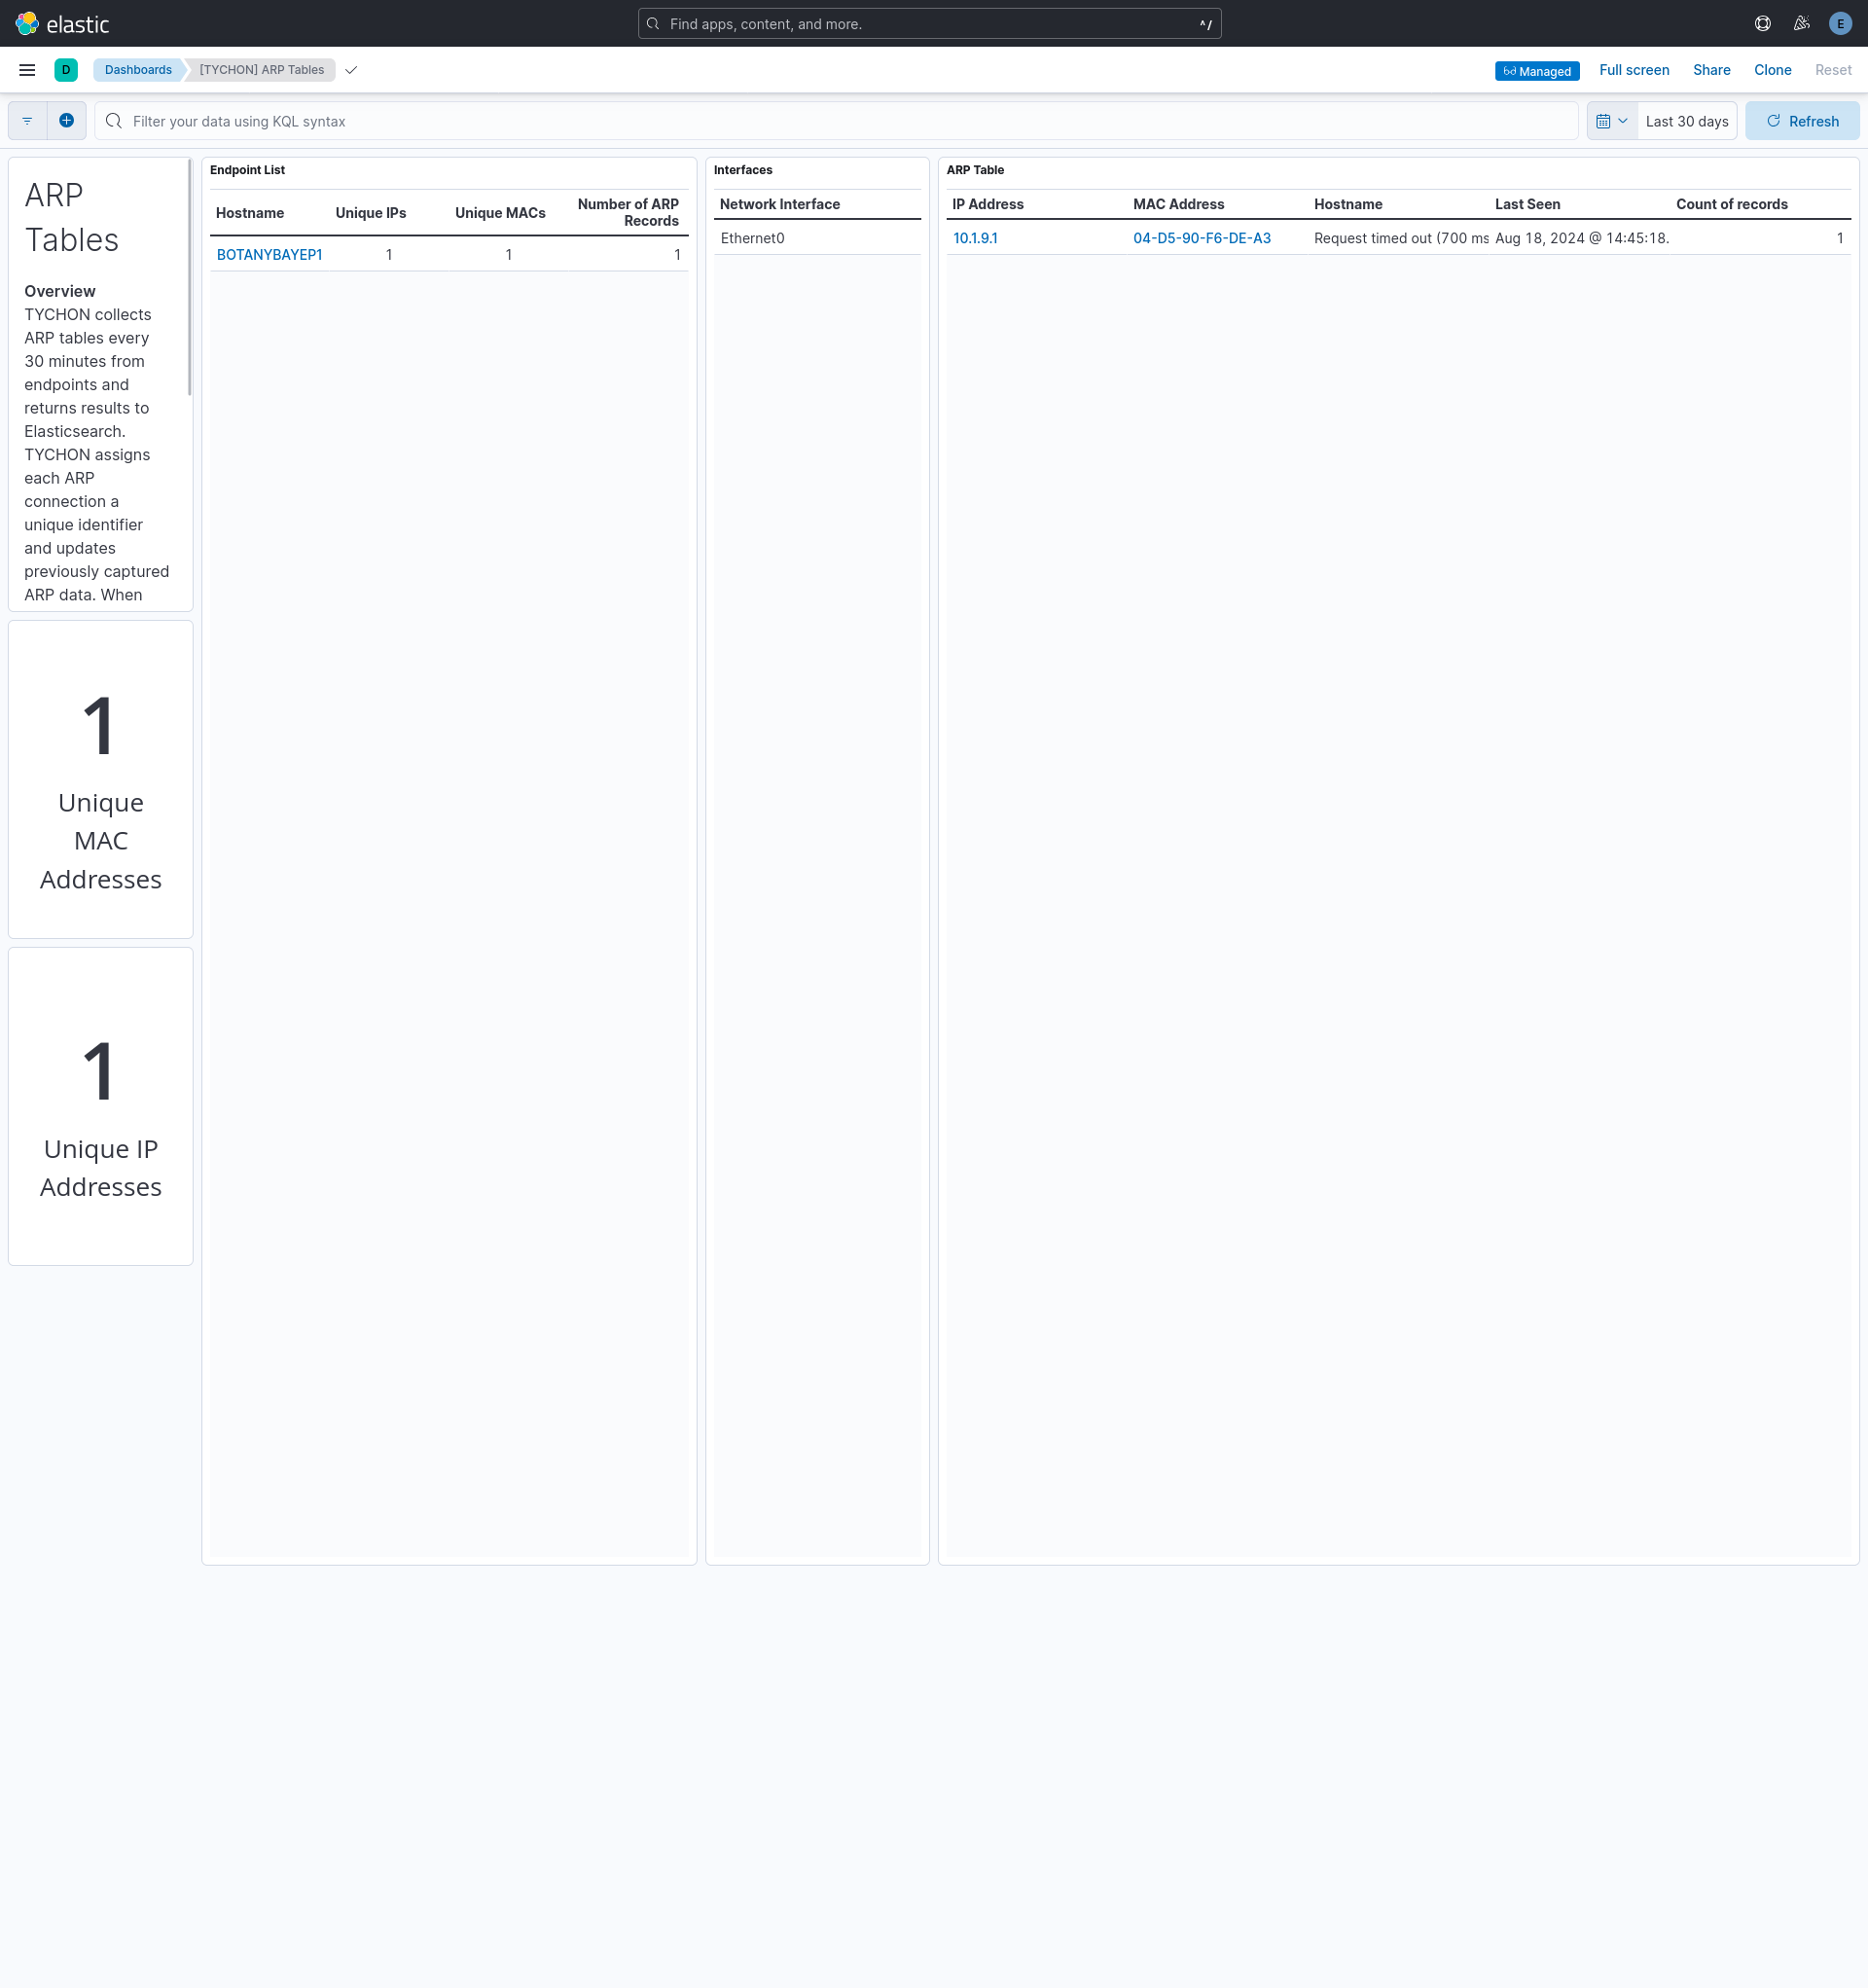 elastic
Find apps, content, and more.
^/
E
D
Dashboards
[TYCHON] ARP Tables
Managed
Full screen
Share
Clone
Reset
Filter your data using KQL syntax
Last 30 days
Refresh
ARP
Tables
Overview
TYCHON collects
ARP tables every
30 minutes from
endpoints and
returns results to
Elasticsearch.
TYCHON assigns
each ARP
connection a
unique identifier
and updates
previously captured
ARP data. When
1
Unique
MAC
Addresses
1
Unique IP
Addresses
Endpoint List
Hostname Unique IPs Unique MACs Number of ARP
Records
BOTANYBAYEP1 1 1 1
Interfaces
Network Interface
Ethernet0
ARP Table
IP Address MAC Address Hostname Last Seen Count of records
10.1.9.1 04-D5-90-F6-DE-A3 Request timed out (700 ms Aug 18, 2024 @ 14:45:18. 1